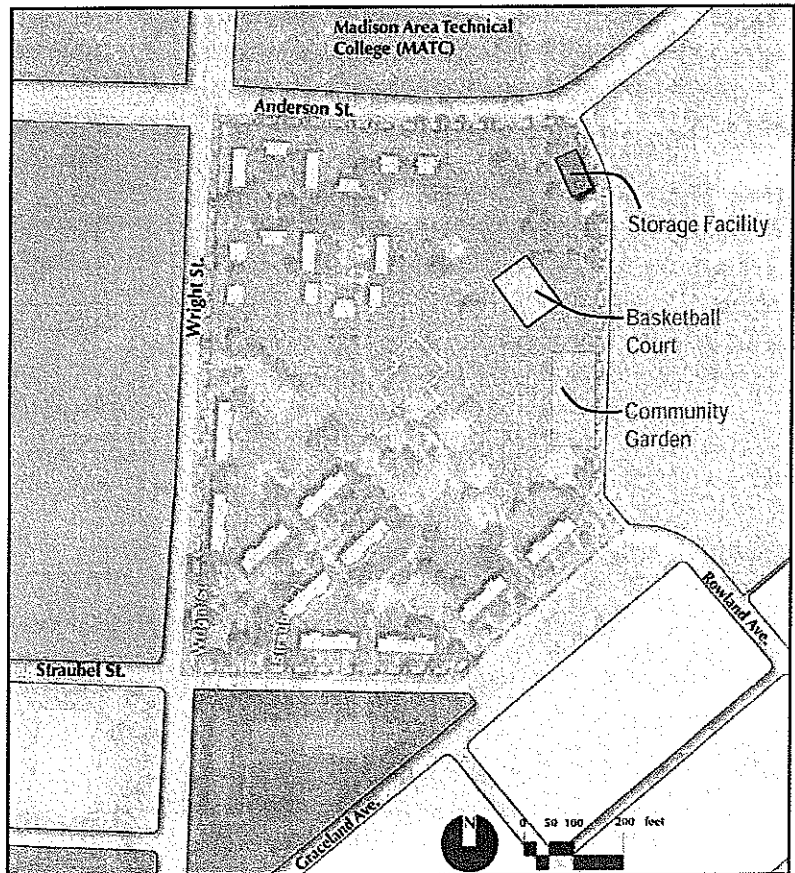 Madison Area Technical
College (MATC)
Anderson St.
Storage Facility
Wright St.
Basketball
Court
Community
Garden
Rowland Ave.
Straubel St.
Graceland Ave.
N
0 50 100 200 feet